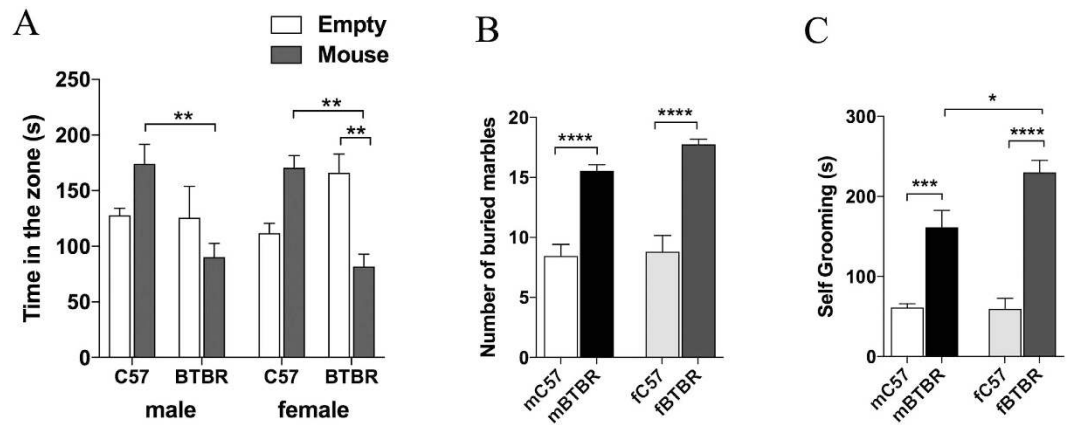 A
Empty
Mouse
Time in the zone (s)
250
200
150
100
50
0
**
**
**
C57 BTBR C57 BTBR
male female
B
Number of buried marbles
20
15
10
5
0
****
****
mC57
mBTBR
fC57
fBTBR
C
Self Grooming (s)
300
200
100
0
*
****
***
mC57
mBTBR
fC57
fBTBR